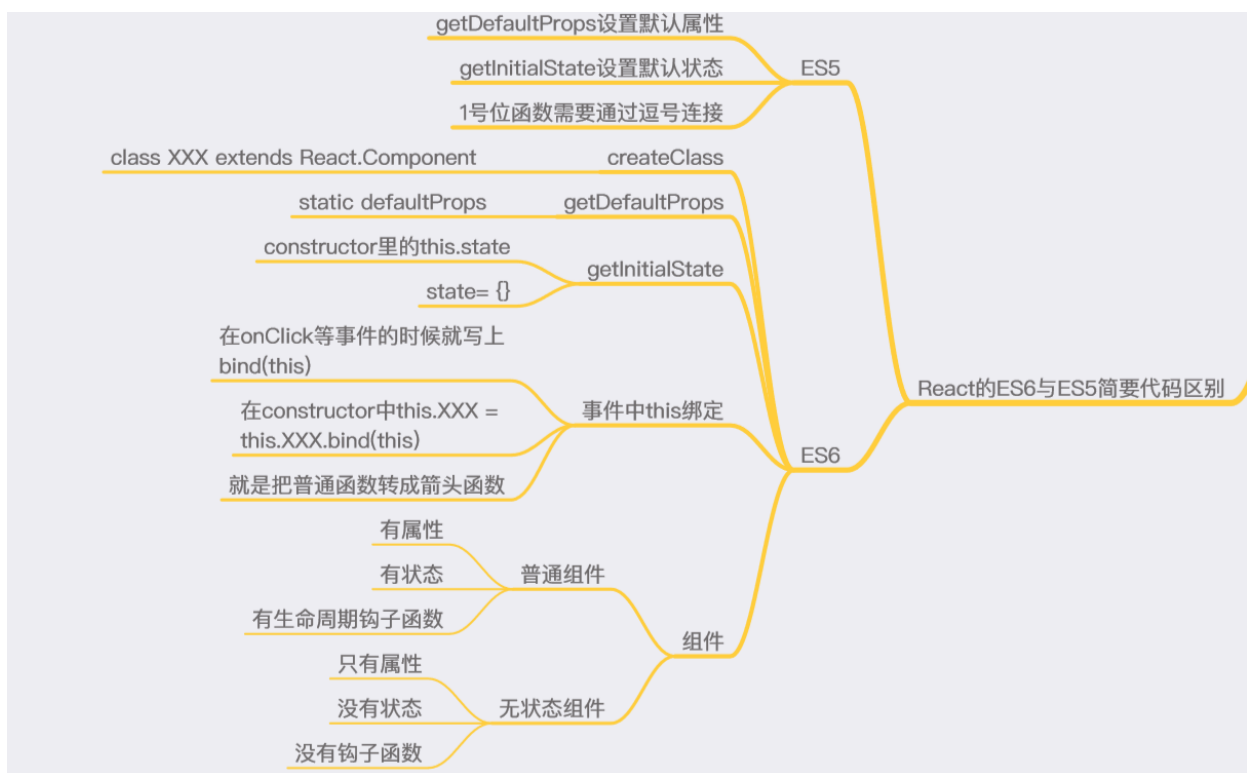 getDefaultProps设置默认属性
getInitialState设置默认状态
ES5
1号位函数需要通过逗号连接
class XXX extends React.Component
createClass
static defaultProps
getDefaultProps
constructor里的this.state
getInitialState
state= {}
在onClick等事件的时候就写上
bind(this)
React的ES6与ES5简要代码区别
在constructor中this.XXX =
this.XXX.bind(this)
事件中this绑定
ES6
就是把普通函数转成箭头函数
有属性
有状态
普通组件
有生命周期钩子函数
组件
只有属性
没有状态
无状态组件
没有钩子函数